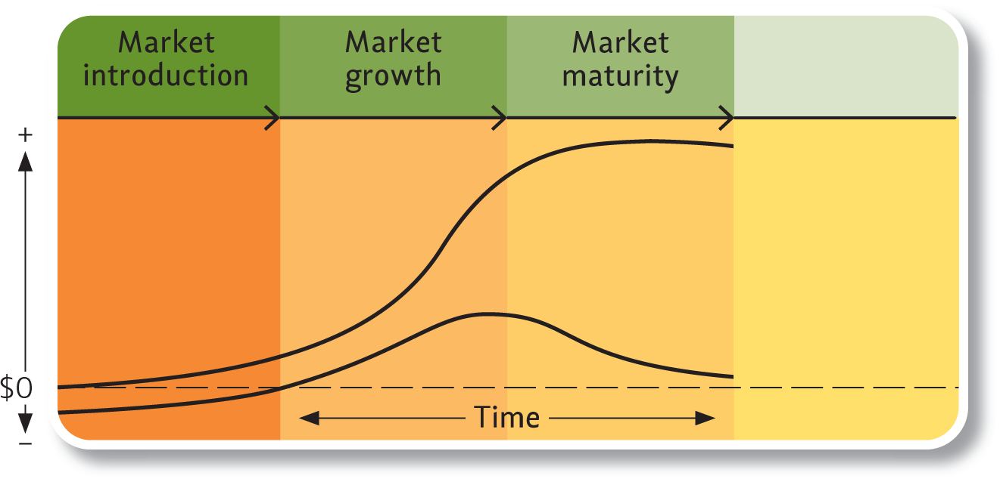 Market
introduction
Market
growth
Market
maturity
+
$0
–
Time